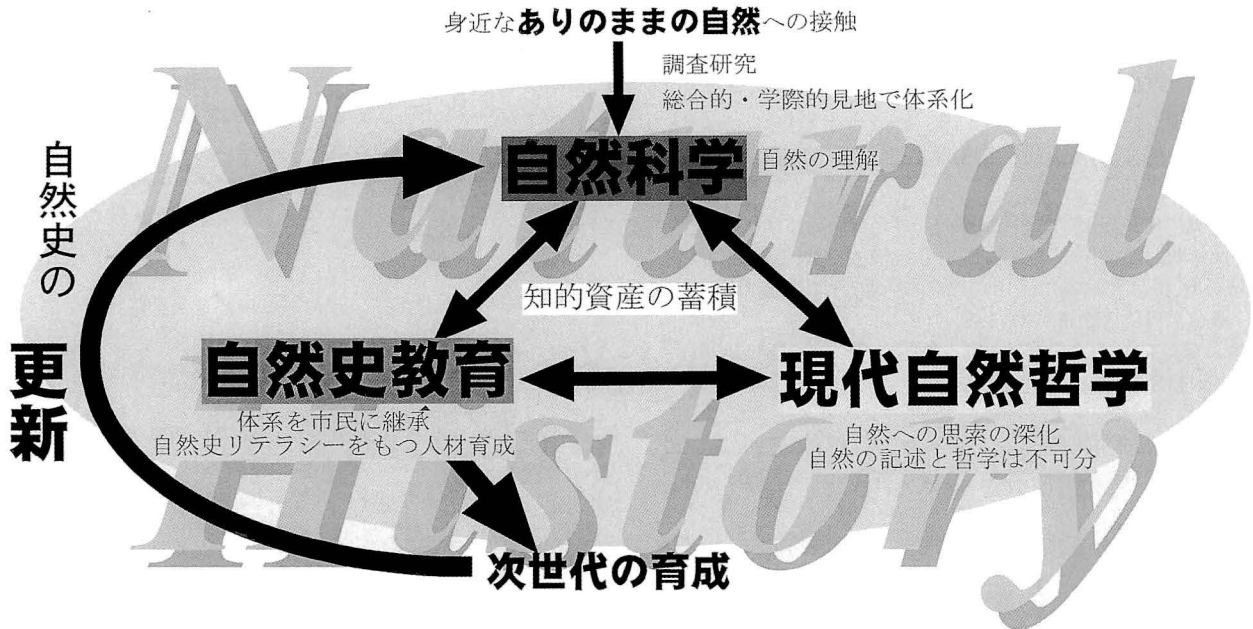 身近なありのままの自然への接触
調査研究
総合的・学際的見地で体系化
Natural
自然科学
自然の理解
自然史の
更新
知的資産の蓄積
自然史教育
体系を市民に継承
自然史リテラシーをもつ人材育成
現代自然哲学
自然への思索の深化
自然の記述と哲学は不可分
History
次世代の育成